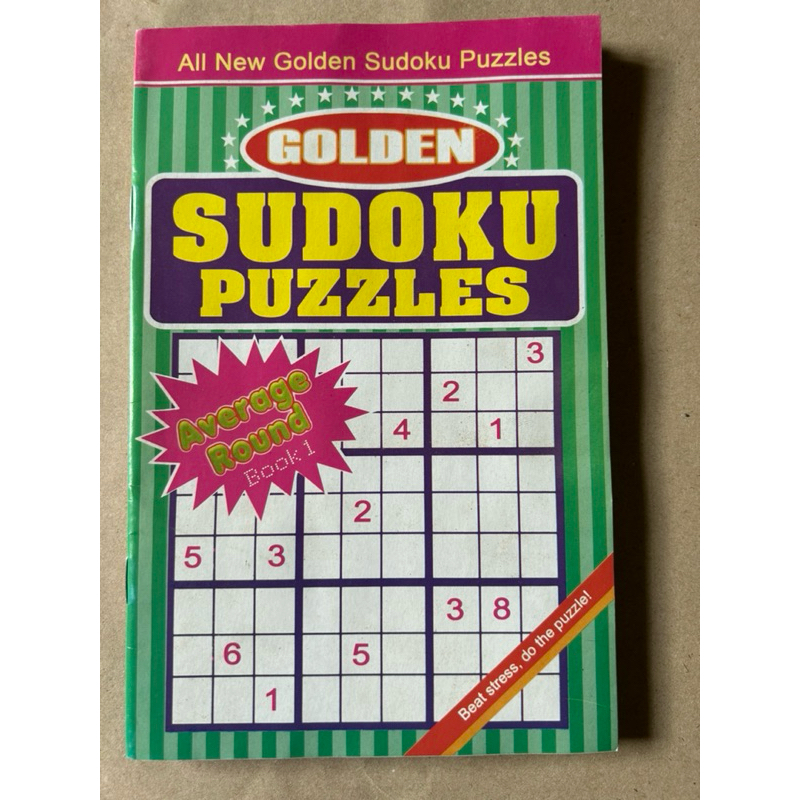 All New Golden Sudoku Puzzles
GOLDEN
SUDOKU
PUZZLES
3
2
4 1
Average
Round
Book 1
2
5 3
3 8
6 5
1
Beat stress, do the puzzle!